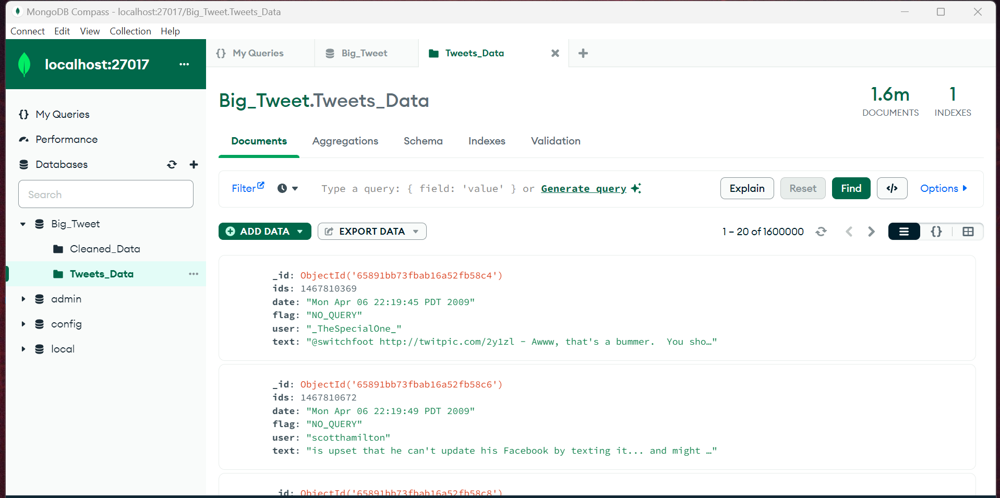 MongoDB Compass - localhost:27017/Big_Tweet.Tweets_Data
Connect Edit View Collection Help
localhost:27017 ...
{} My Queries
Big_Tweet
Tweets_Data
Big_Tweet.Tweets_Data
1.6m
DOCUMENTS
1
INDEXES
{} My Queries
Performance
Databases
Search
Big_Tweet
Cleaned_Data
Tweets_Data ...
admin
config
local
Documents Aggregations Schema Indexes Validation
Filter Type a query: { field: 'value' } or Generate query Explain Reset Find </> Options
ADD DATA EXPORT DATA 1 – 20 of 1600000 {}
_id: ObjectId('65891bb73fbab16a52fb58c4')
ids: 1467810369
date: "Mon Apr 06 22:19:45 PDT 2009"
flag: "NO_QUERY"
user: "_TheSpecialOne_"
text: "@switchfoot http://twitpic.com/2y1zl - Awww, that's a bummer.  You sho…"
_id: ObjectId('65891bb73fbab16a52fb58c6')
ids: 1467810672
date: "Mon Apr 06 22:19:49 PDT 2009"
flag: "NO_QUERY"
user: "scotthamilton"
text: "is upset that he can't update his Facebook by texting it... and might …"
_id: ObjectId('65891bb73fbab16a52fb58c8')